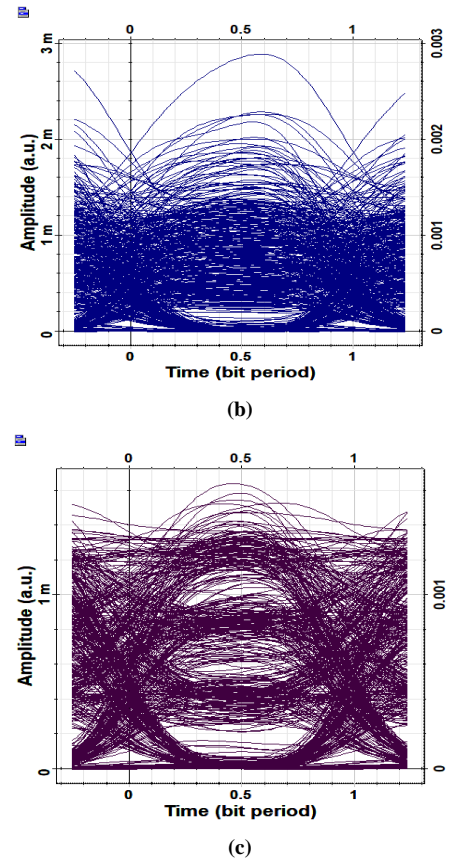 0 0.5 1
3 m
2 m
1 m
0
Amplitude (a.u.)
0.003
0.002
0.001
0
0 0.5 1
Time (bit period)
(b)
0 0.5 1
1 m
0
Amplitude (a.u.)
0.001
0
0 0.5 1
Time (bit period)
(c)